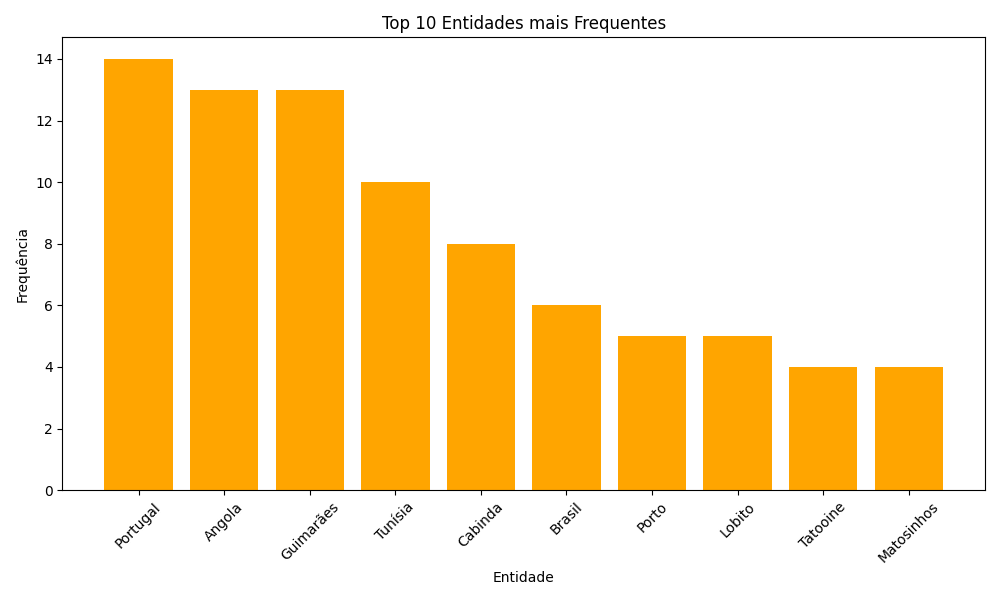 Top 10 Entidades mais Frequentes
Frequência
14
12
10
8
6
4
2
0
Portugal
Angola
Guimarães
Tunísia
Cabinda
Brasil
Porto
Lobito
Tatooine
Matosinhos
Entidade